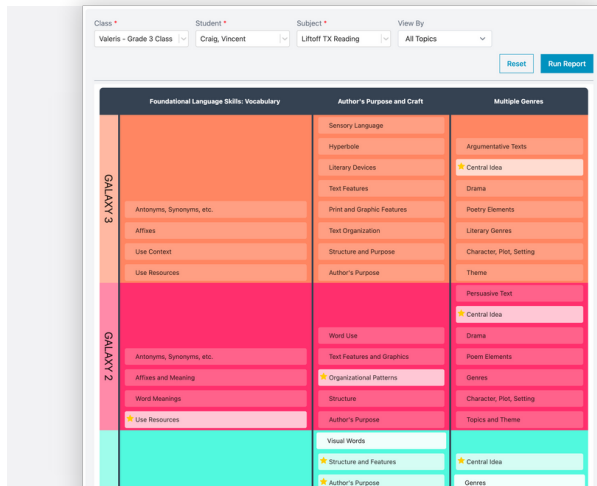 Class * Student * Subject * View By
Valeris - Grade 3 Class Craig, Vincent Liftoff TX Reading All Topics
Reset Run Report
Foundational Language Skills: Vocabulary Author's Purpose and Craft Multiple Genres
GALAXY 3
Sensory Language
Hyperbole Argumentative Texts
Literary Devices Central Idea
Text Features Drama
Antonyms, Synonyms, etc. Print and Graphic Features Poetry Elements
Affixes Text Organization Literary Genres
Use Context Structure and Purpose Character, Plot, Setting
Use Resources Author's Purpose Theme
GALAXY 2
Persuasive Text
Central Idea
Word Use Drama
Antonyms, Synonyms, etc. Text Features and Graphics Poem Elements
Affixes and Meaning Organizational Patterns Genres
Word Meanings Structure Character, Plot, Setting
Use Resources Author's Purpose Topics and Theme
Visual Words
Structure and Features Central Idea
Author's Purpose Genres